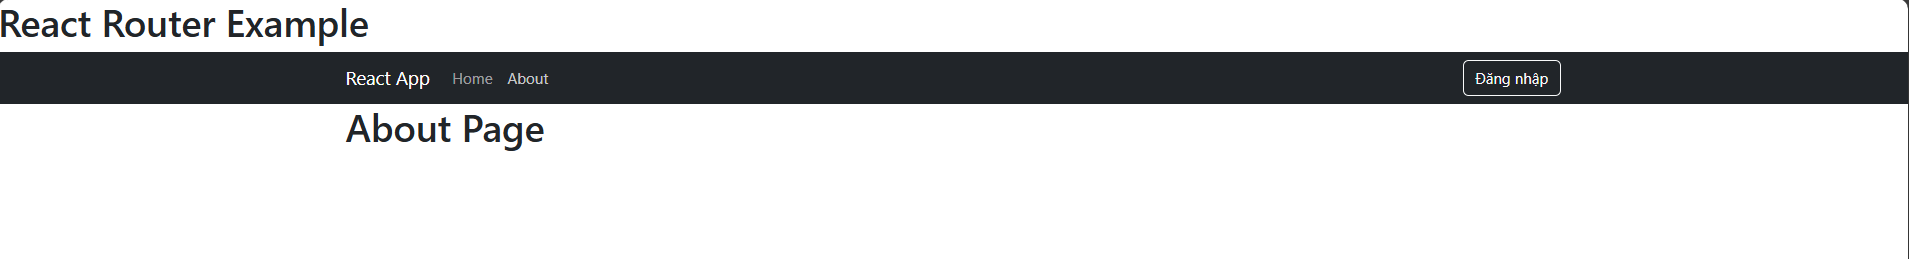 React Router Example
React App Home About Đăng nhập
About Page